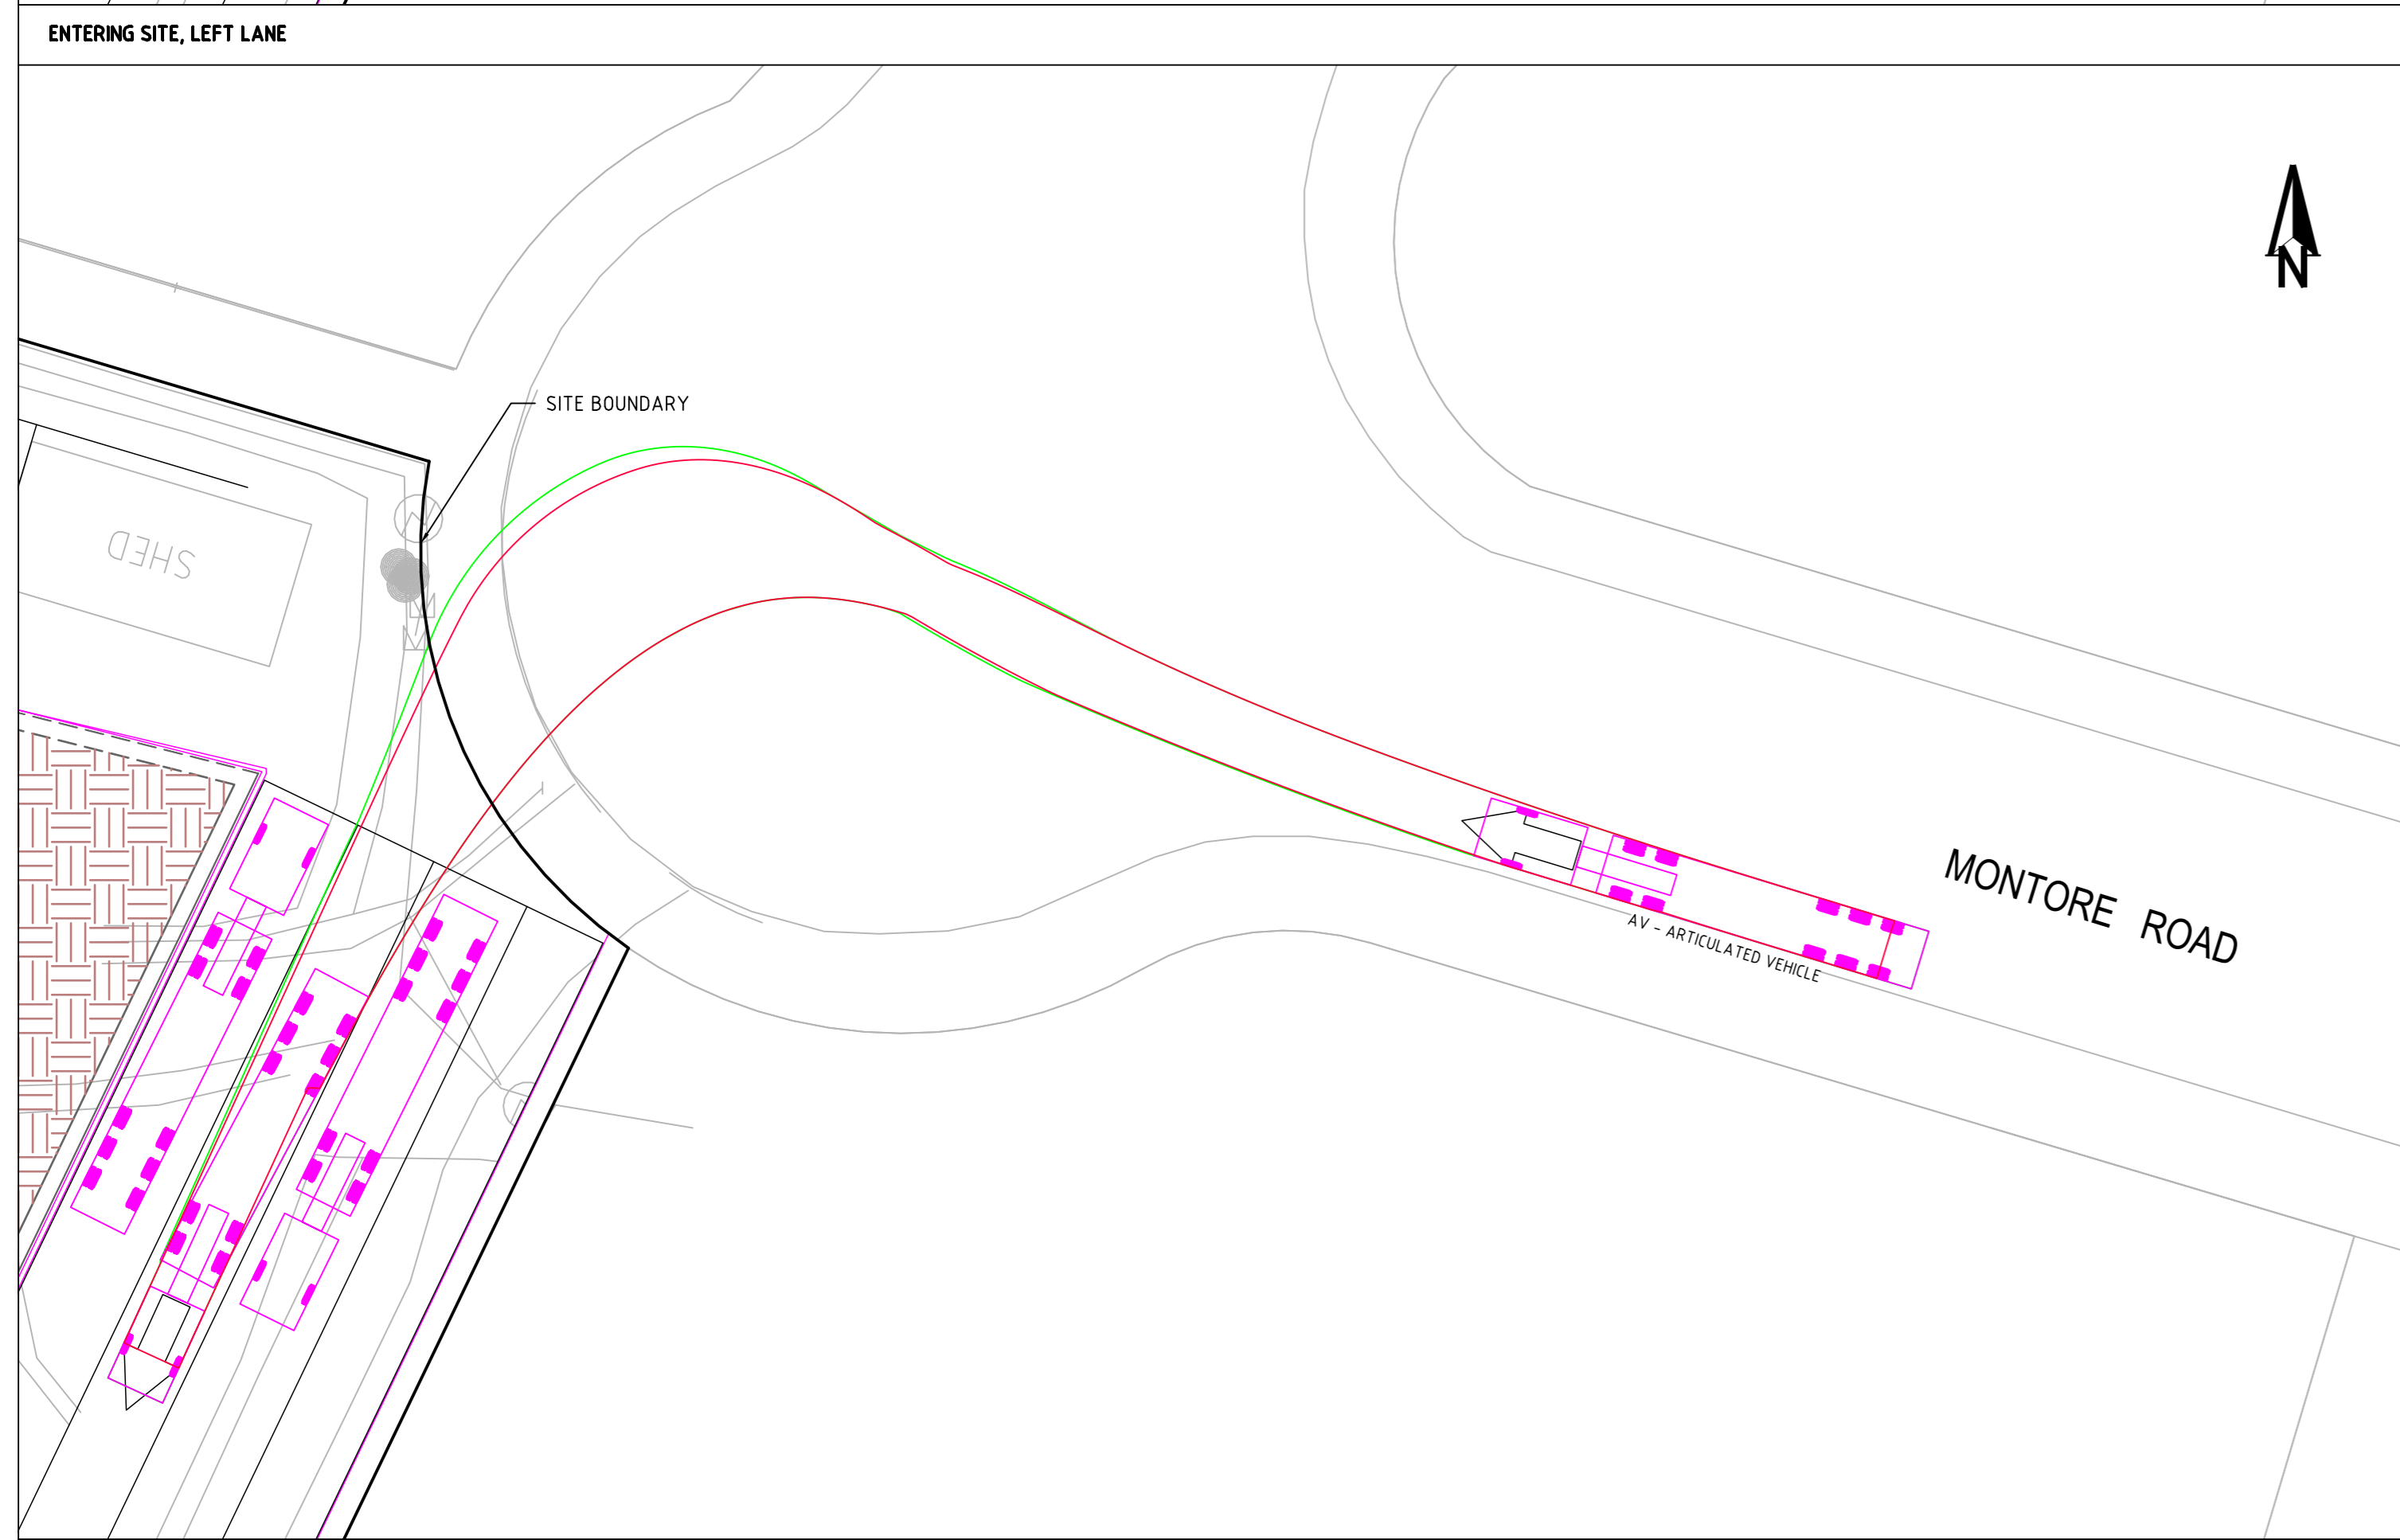 ENTERING SITE, LEFT LANE
N
SITE BOUNDARY
SHED
MONTORE ROAD
AV - ARTICULATED VEHICLE